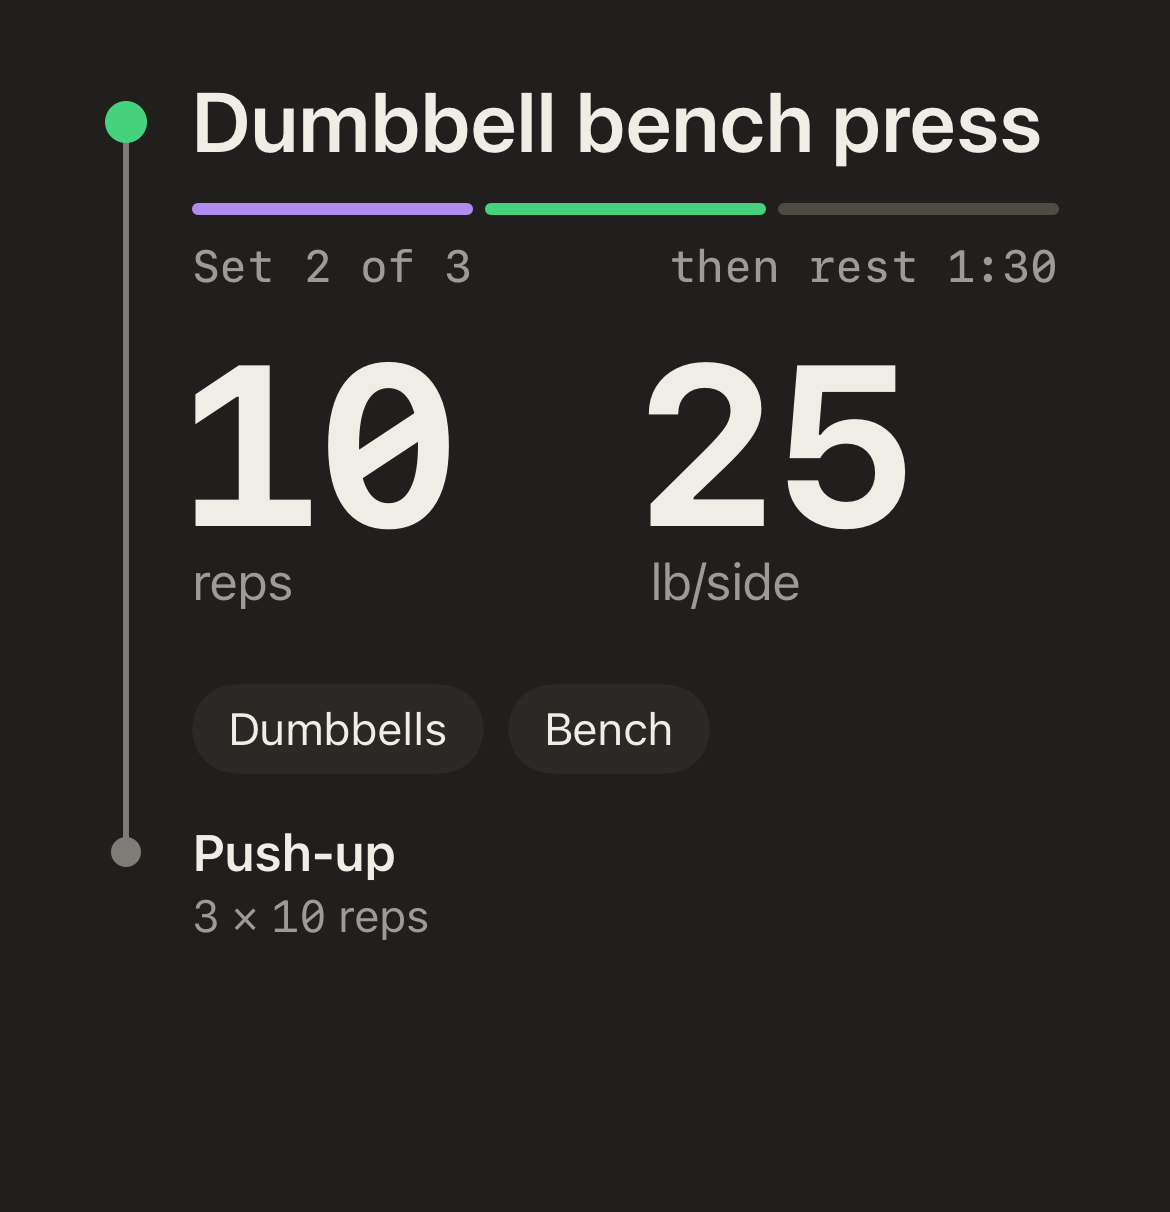 Dumbbell bench press
Set 2 of 3 then rest 1:30
10 25
reps lb/side
Dumbbells Bench
Push-up
3 × 10 reps